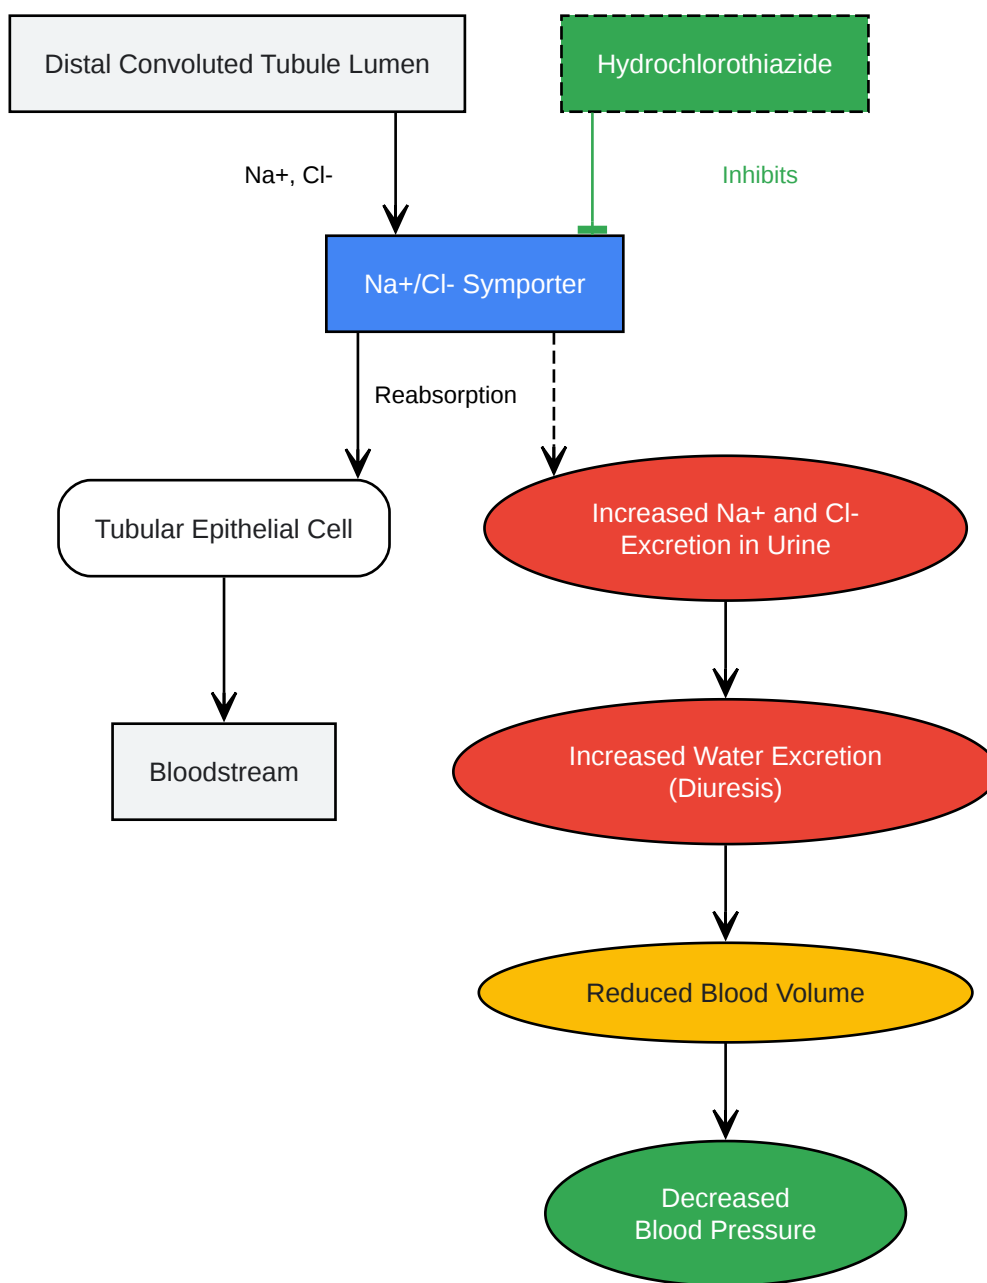 Distal Convoluted Tubule Lumen
Hydrochlorothiazide
Na+, Cl-
Inhibits
Na+/Cl- Symporter
Reabsorption
Tubular Epithelial Cell
Increased Na+ and Cl-
Excretion in Urine
Bloodstream
Increased Water Excretion
(Diuresis)
Reduced Blood Volume
Decreased
Blood Pressure